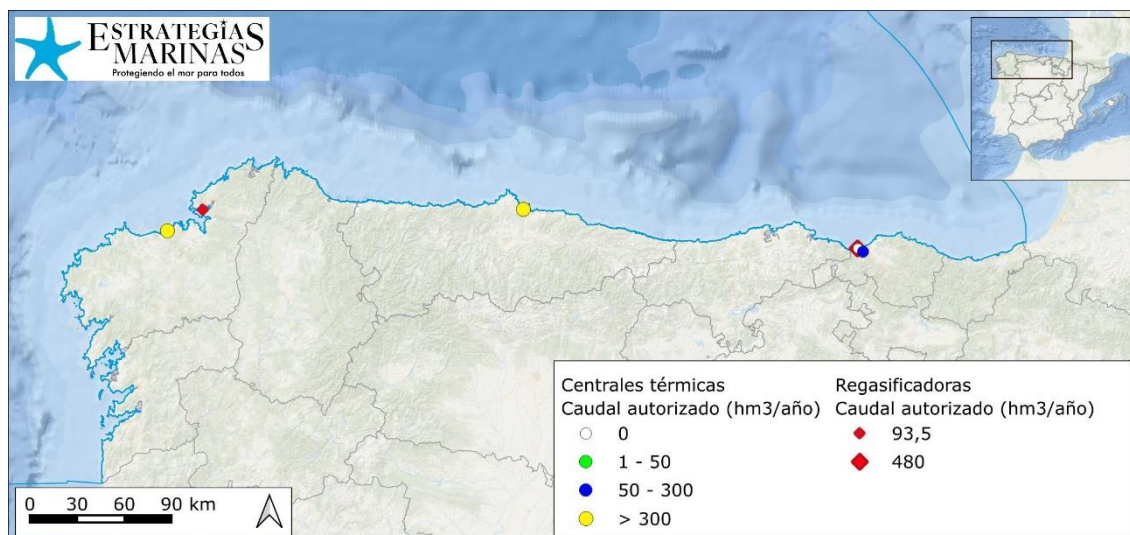 ESTRATEGÍAS
MARINAS
Protegiendo el mar para todos
Centrales térmicas
Caudal autorizado (hm3/año)
0
1 - 50
50 - 300
> 300
Regasificadoras
Caudal autorizado (hm3/año)
93,5
480
0 30 60 90 km